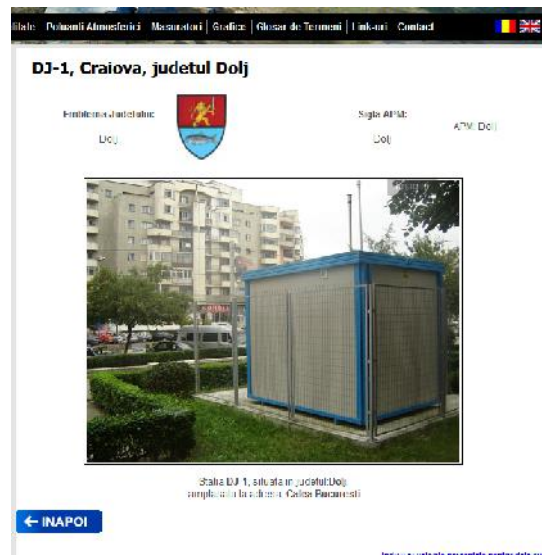 Poluanti Atmosferici Masuratori | Grafice | Glosar de Termeni | Link-uri Contact
DJ-1, Craiova, judetul Dolj
Emblema Judetului:
Dolj
Sigla APM:
Dolj
APM Dolj
Statia DJ-1, situata in judetul:Dolj,
amplasata la adresa: Calea Bucuresti
INAPOI